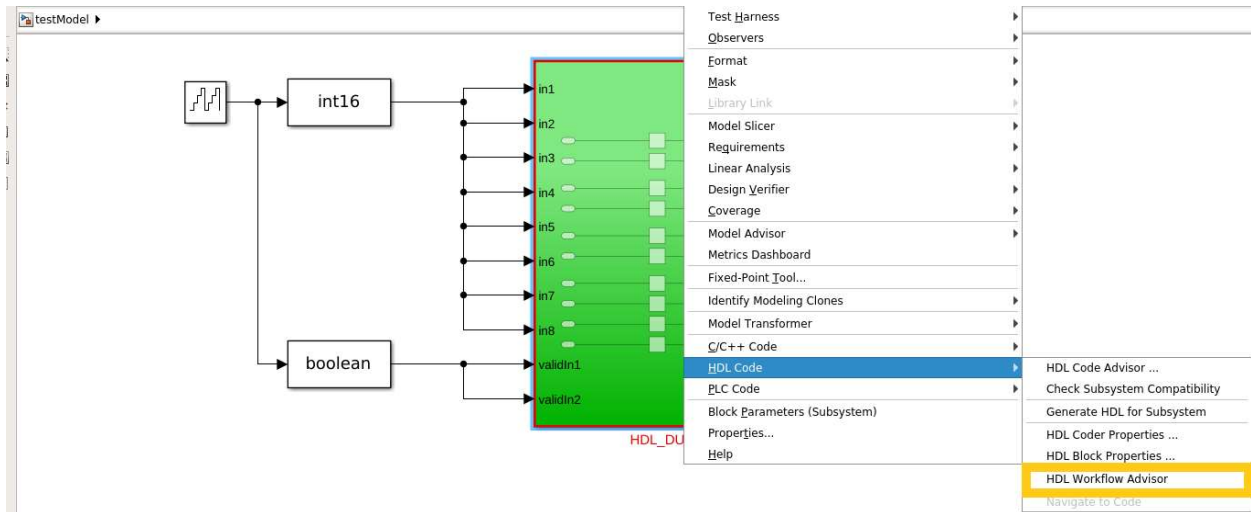 testModel
int16
boolean
in1
in2
in3
in4
in5
in6
in7
in8
validIn1
validIn2
HDL_DU
Test Harness
Observers
Format
Mask
Library Link
Model Slicer
Requirements
Linear Analysis
Design Verifier
Coverage
Model Advisor
Metrics Dashboard
Fixed-Point Tool...
Identify Modeling Clones
Model Transformer
C/C++ Code
HDL Code
PLC Code
Block Parameters (Subsystem)
Properties...
Help
HDL Code Advisor ...
Check Subsystem Compatibility
Generate HDL for Subsystem
HDL Coder Properties ...
HDL Block Properties ...
HDL Workflow Advisor
Navigate to Code